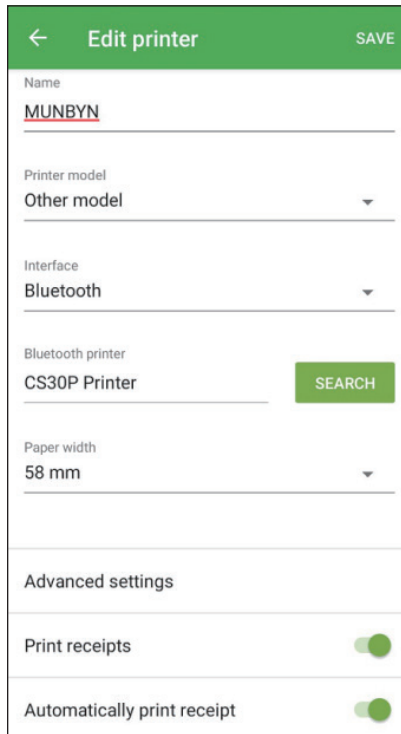 Edit printer SAVE
Name
MUNBYN
Printer model
Other model
Interface
Bluetooth
Bluetooth printer
CS30P Printer SEARCH
Paper width
58 mm
Advanced settings
Print receipts
Automatically print receipt